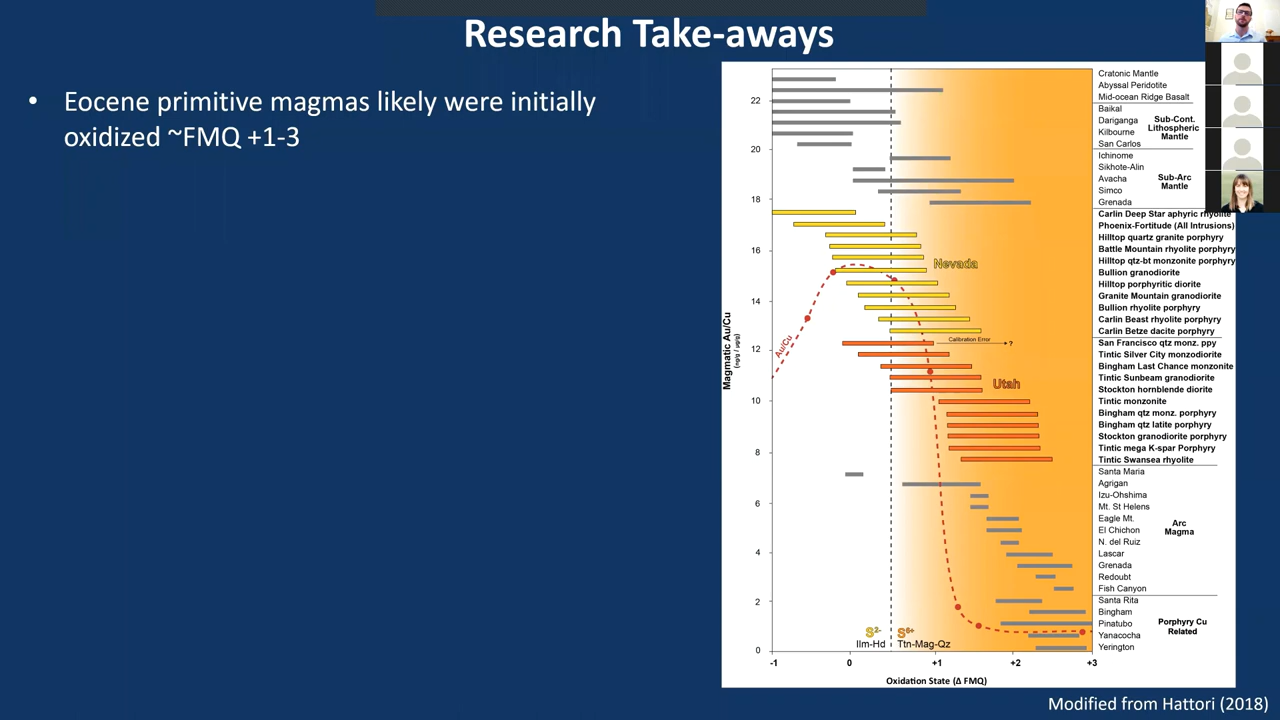 Research Take-aways
• Eocene primitive magmas likely were initially
oxidized ~FMQ +1-3
Cratonic Mantle
Abyssal Peridotite
Mid-ocean Ridge Basalt
Baikal
Dariganga
Kilbourne
San Carlos
Sub-Cont.
Lithospheric
Mantle
Ichinome
Sikhote-Alin
Avacha
Simco
Grenada
Sub-Arc
Mantle
Carlin Deep Star aphyric rhyolite
Phoenix-Fortitude (All Intrusions)
Hilltop quartz granite porphyry
Battle Mountain rhyolite porphyry
Hilltop qtz-bt monzonite porphyry
Bullion granodiorite
Hilltop porphyritic diorite
Granite Mountain granodiorite
Bullion rhyolite porphyry
Carlin Beast rhyolite porphyry
Carlin Betze dacite porphyry
Nevada
San Francisco qtz monz. ppy
Tintic Silver City monzodiorite
Bingham Last Chance monzonite
Tintic Sunbeam granodiorite
Stockton hornblende diorite
Tintic monzonite
Bingham qtz monz. porphyry
Bingham qtz latite porphyry
Stockton granodiorite porphyry
Tintic mega K-spar Porphyry
Tintic Swansea rhyolite
Calibration Error
?
Utah
Santa Maria
Agrigan
Izu-Ohshima
Mt. St Helens
Eagle Mt.
El Chichon
N. del Ruiz
Lascar
Grenada
Redoubt
Fish Canyon
Arc
Magma
Santa Rita
Bingham
Pinatubo
Yanacocha
Yerington
Porphyry Cu
Related
22
20
18
16
14
12
10
8
6
4
2
0
Magmatic Au/Cu
(ng/g / µg/g)
Au/Cu
S2- S6+
Ilm-Hd Ttn-Mag-Qz
-1 0 +1 +2 +3
Oxidation State (Δ FMQ)
Modified from Hattori (2018)